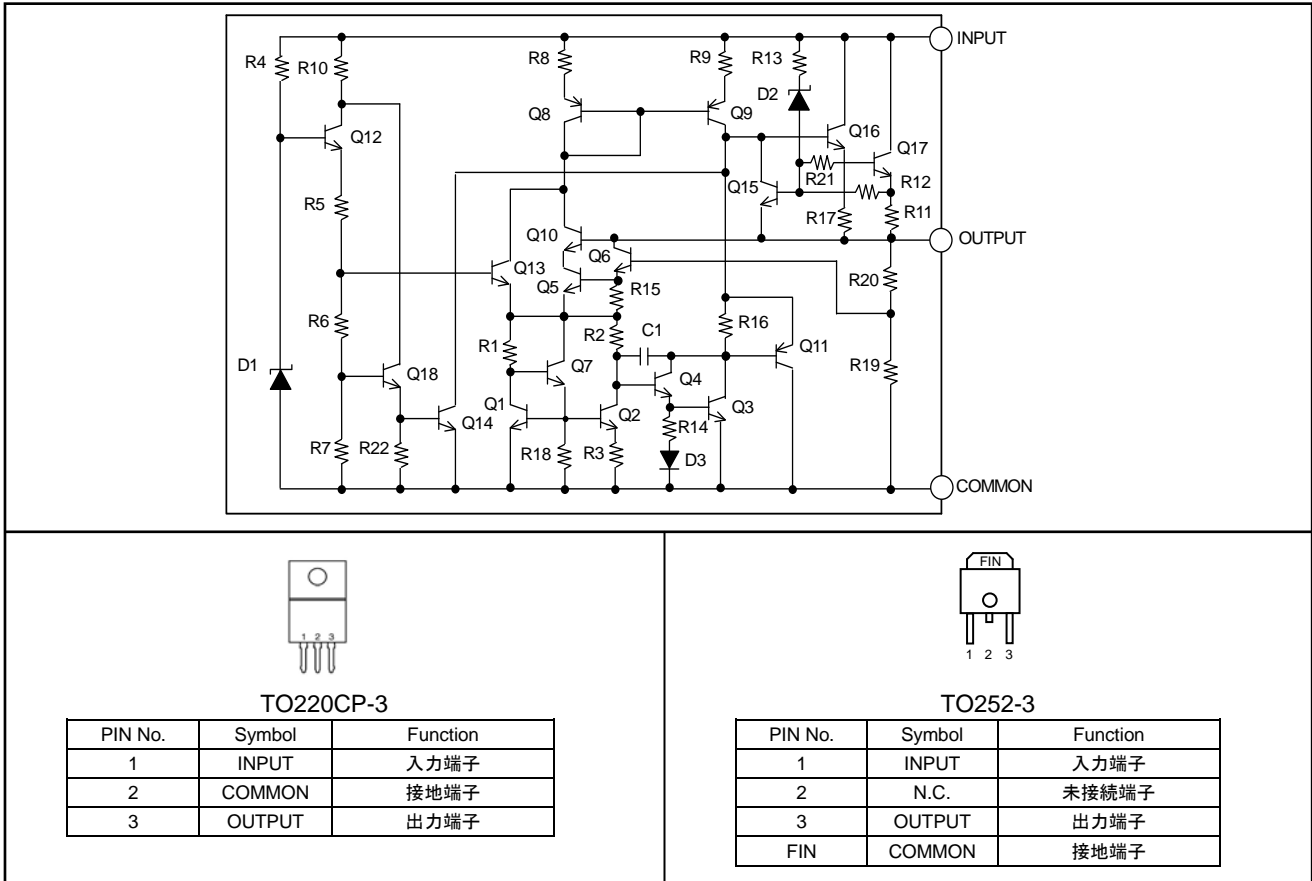 INPUT
R4
R10
R8
R9
R13
D2
Q8
Q9
Q12
Q16
Q17
R21
R12
Q15
R5
R17
R11
Q10
OUTPUT
Q6
Q13
Q5
R15
R20
R6
R2
C1
R16
R1
Q11
Q7
D1
Q18
Q4
R19
Q1
Q2
Q3
Q14
R14
R7
R22
R18
R3
D3
COMMON
1 2 3
TO220CP-3
PIN No. Symbol Function
1 INPUT 入力端子
2 COMMON 接地端子
3 OUTPUT 出力端子
FIN
1 2 3
TO252-3
PIN No. Symbol Function
1 INPUT 入力端子
2 N.C. 未接続端子
3 OUTPUT 出力端子
FIN COMMON 接地端子